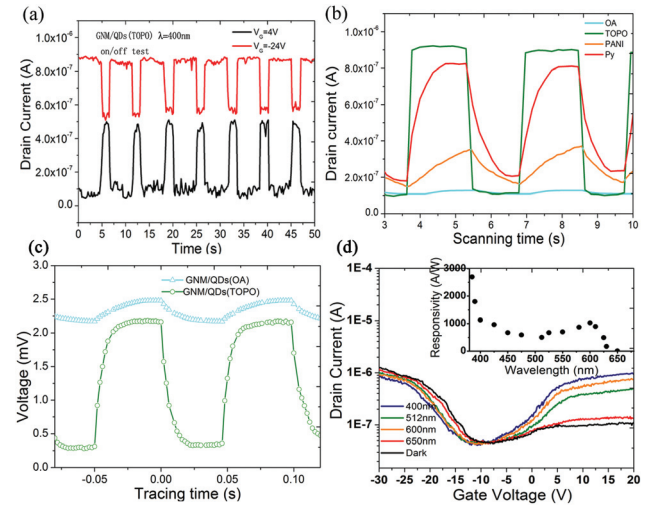 (a)
GNM/QDs(TOPO) λ=400nm
on/off test
V_G=4V
V_G=-24V
Drain Current (A)
1.0x10⁻⁶
8.0x10⁻⁷
6.0x10⁻⁷
4.0x10⁻⁷
2.0x10⁻⁷
0.0
0 5 10 15 20 25 30 35 40 45 50
Time (s)
(b)
OA
TOPO
PANI
Py
Drain current (A)
1.0x10⁻⁶
8.0x10⁻⁷
6.0x10⁻⁷
4.0x10⁻⁷
2.0x10⁻⁷
0.0
3 4 5 6 7 8 9 10
Scanning time (s)
(c)
GNM/QDs(OA)
GNM/QDs(TOPO)
Voltage (mV)
3.0
2.5
2.0
1.5
1.0
0.5
0.0
-0.05 0.00 0.05 0.10
Tracing time (s)
(d)
Drain Current (A)
1E-4
1E-5
1E-6
1E-7
400nm
512nm
600nm
650nm
Dark
-30 -25 -20 -15 -10 -5 0 5 10 15 20
Gate Voltage (V)
Responsivity (A/W)
3000
2000
1000
0
400 450 500 550 600 650
Wavelength (nm)